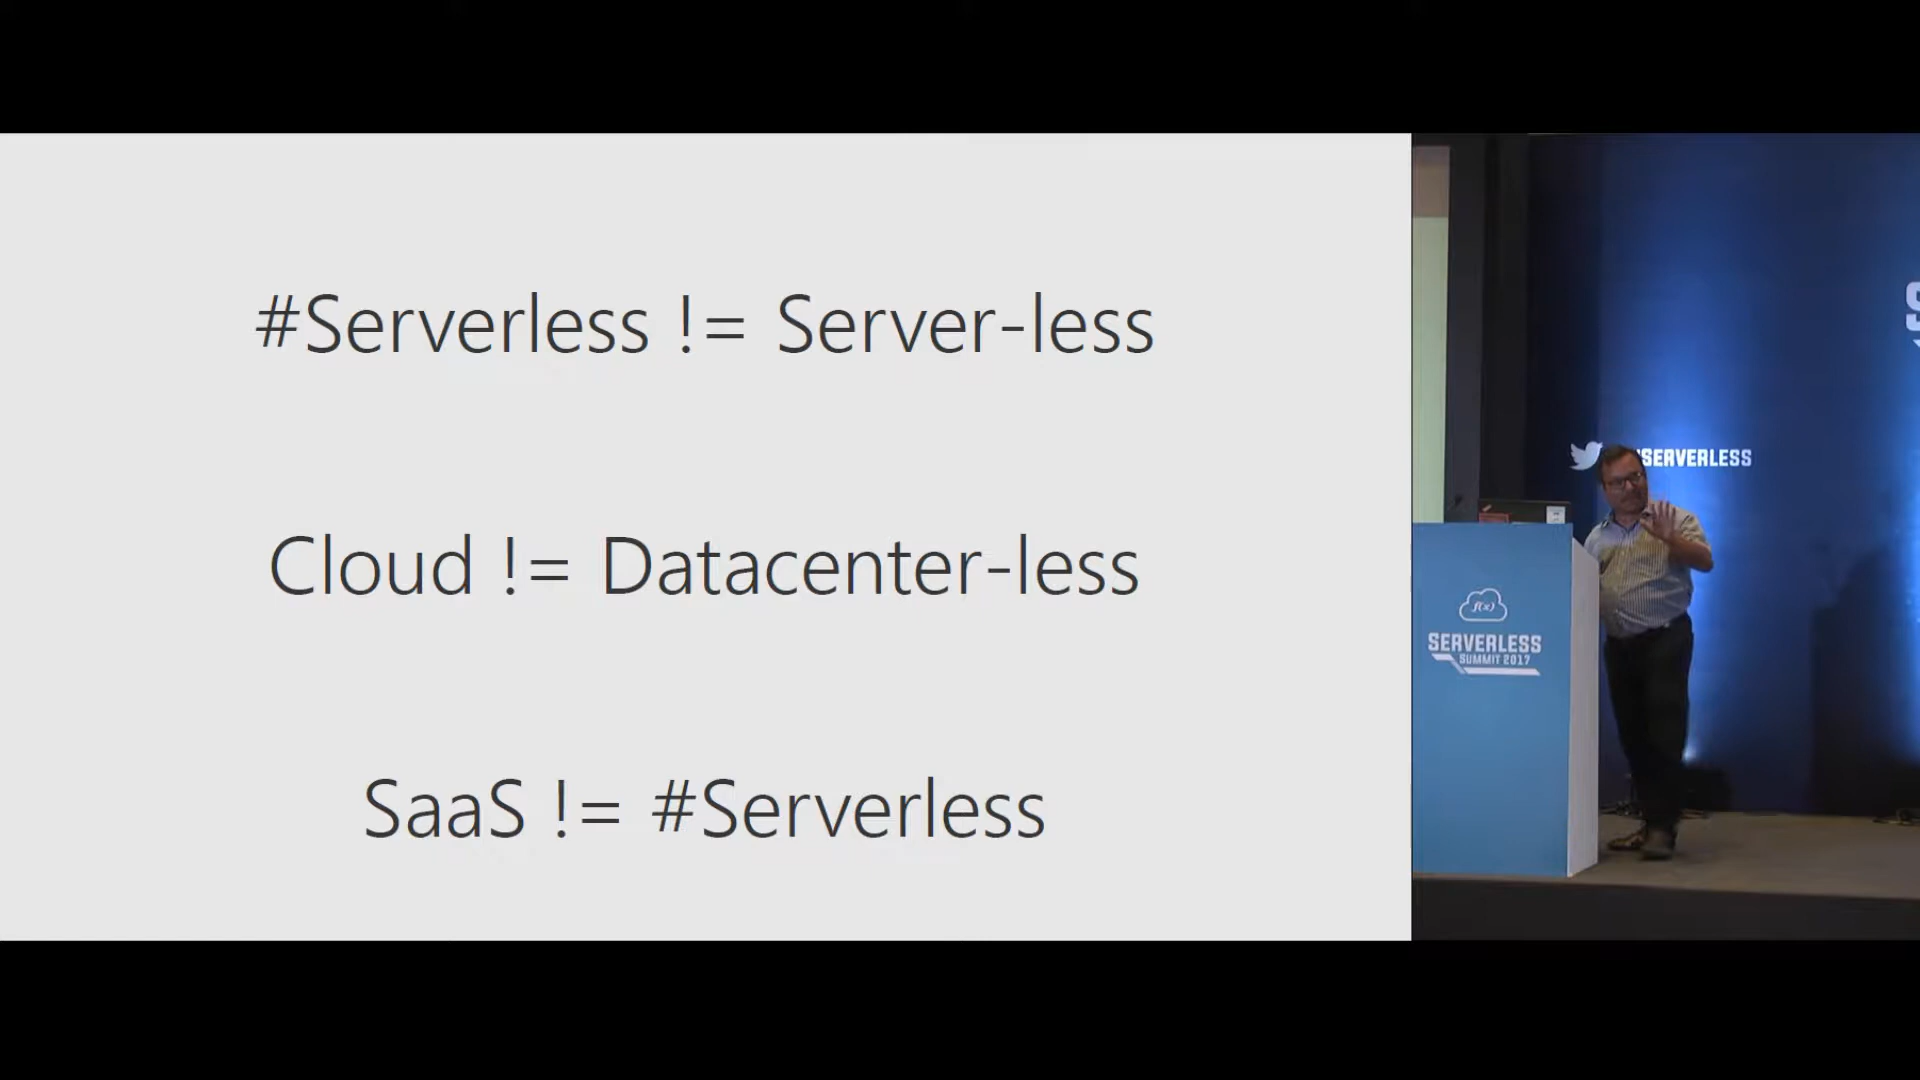 #Serverless != Server-less
Cloud != Datacenter-less
SaaS != #Serverless
SERVERLESS
f(x)
SERVERLESS
SUMMIT 2017